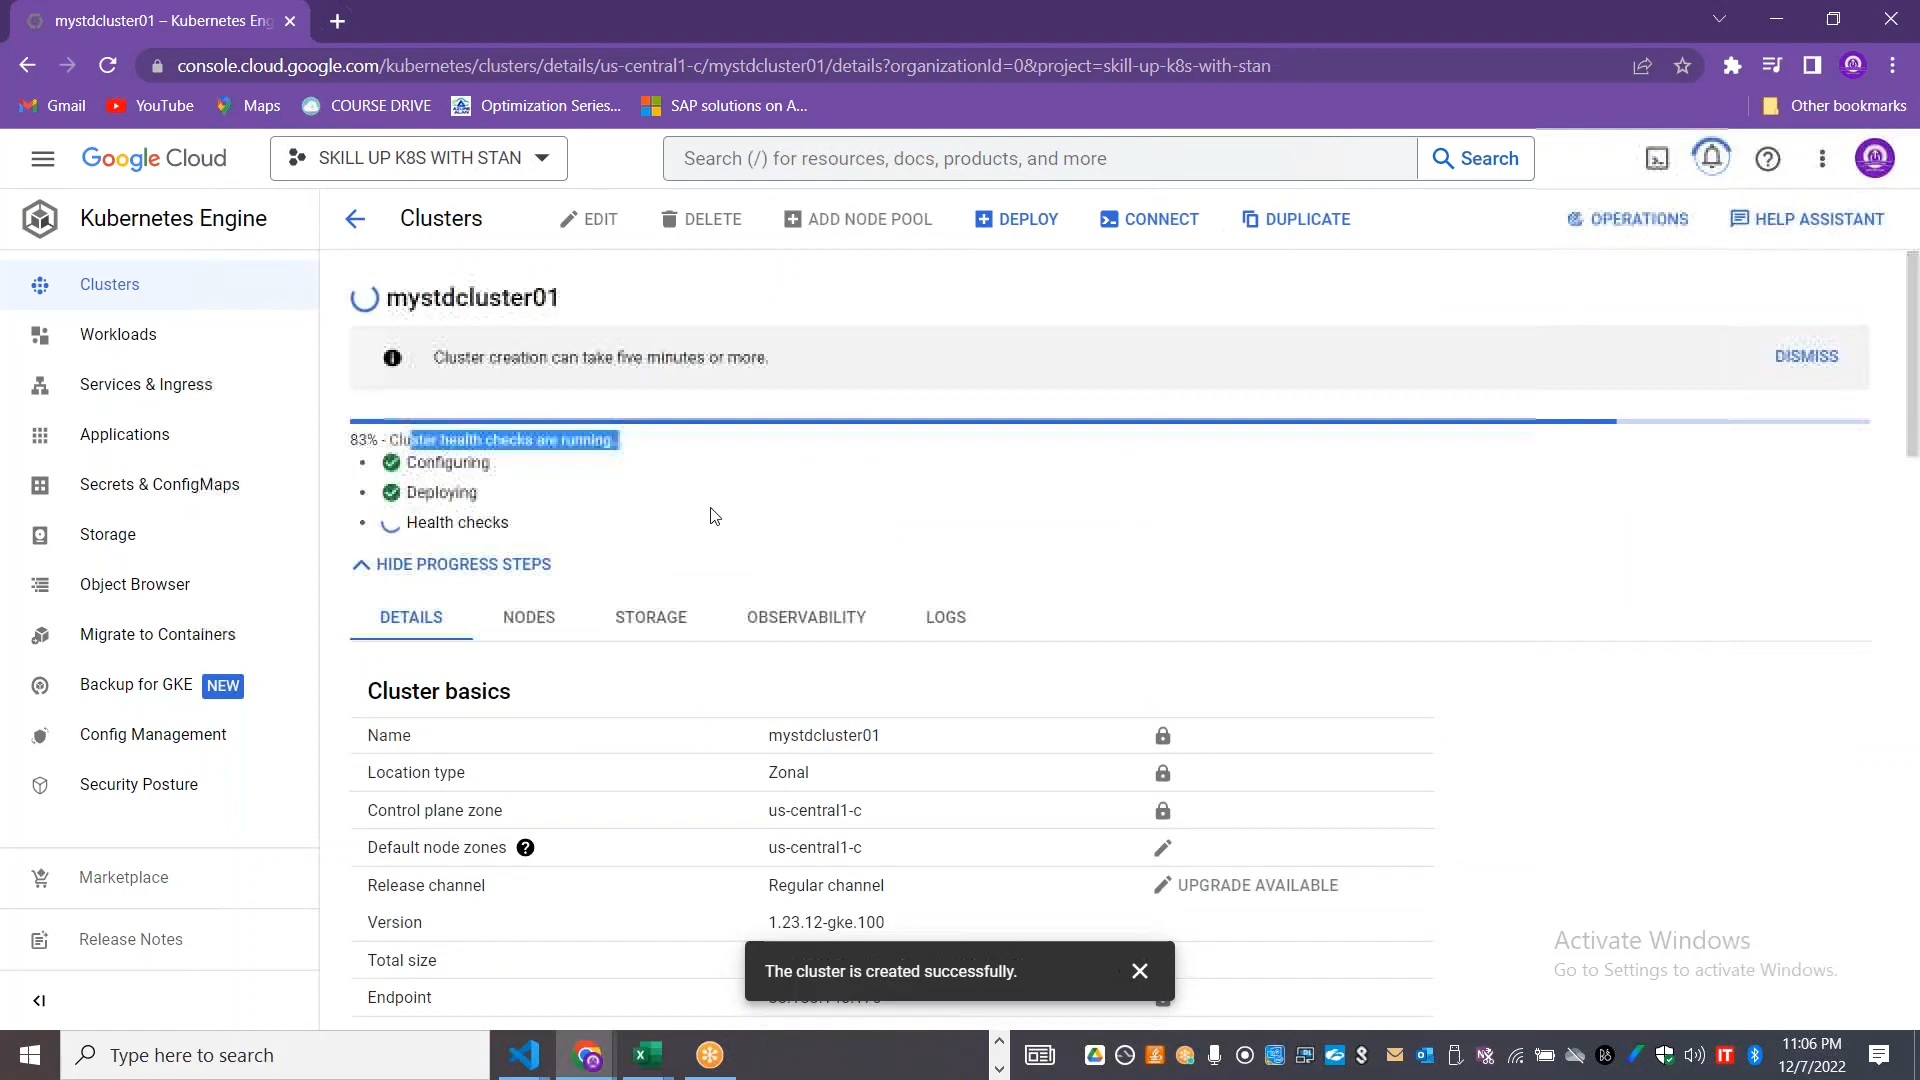 mystdcluster01 – Kubernetes Eng
console.cloud.google.com/kubernetes/clusters/details/us-central1-c/mystdcluster01/details?organizationId=0&project=skill-up-k8s-with-stan
Gmail YouTube Maps COURSE DRIVE Optimization Series... SAP solutions on A... Other bookmarks
Google Cloud SKILL UP K8S WITH STAN Search (/) for resources, docs, products, and more Search
Kubernetes Engine Clusters EDIT DELETE ADD NODE POOL DEPLOY CONNECT DUPLICATE OPERATIONS HELP ASSISTANT
Clusters
Workloads
Services & Ingress
Applications
Secrets & ConfigMaps
Storage
Object Browser
Migrate to Containers
Backup for GKE NEW
Config Management
Security Posture
Marketplace
Release Notes
mystdcluster01
Cluster creation can take five minutes or more. DISMISS
83% - Cluster health checks are running.
Configuring
Deploying
Health checks
HIDE PROGRESS STEPS
DETAILS NODES STORAGE OBSERVABILITY LOGS
Cluster basics
Name mystdcluster01
Location type Zonal
Control plane zone us-central1-c
Default node zones us-central1-c
Release channel Regular channel UPGRADE AVAILABLE
Version 1.23.12-gke.100
Total size
Endpoint
The cluster is created successfully.
Activate Windows
Go to Settings to activate Windows.
Type here to search
IT
11:06 PM
12/7/2022